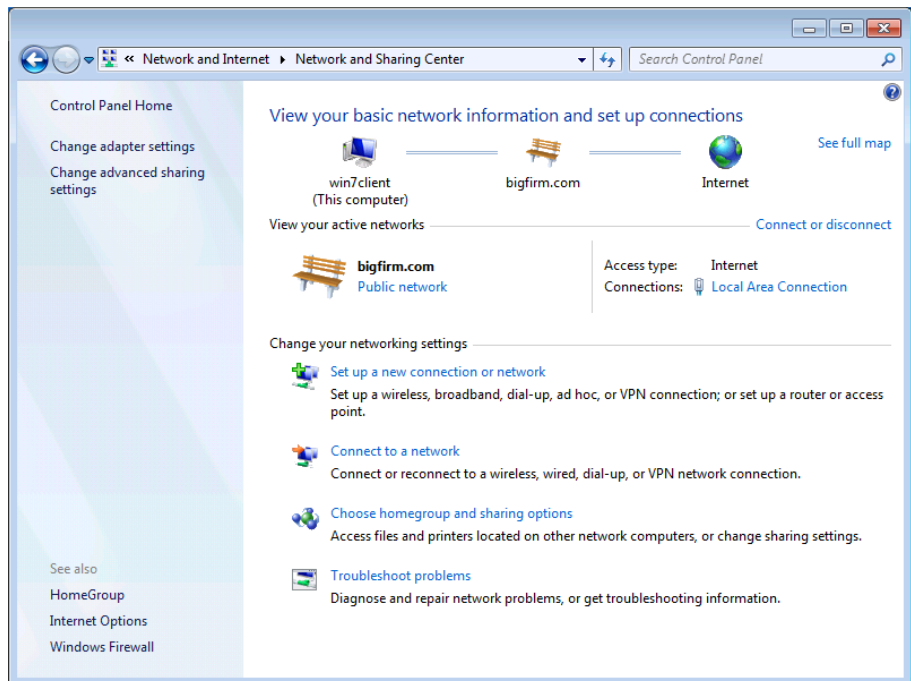 « Network and Internet ▸ Network and Sharing Center
Search Control Panel
Control Panel Home
Change adapter settings
Change advanced sharing
settings
See also
HomeGroup
Internet Options
Windows Firewall
View your basic network information and set up connections
See full map
win7client
(This computer)
bigfirm.com
Internet
View your active networks
Connect or disconnect
bigfirm.com
Public network
Access type: Internet
Connections: Local Area Connection
Change your networking settings
Set up a new connection or network
Set up a wireless, broadband, dial-up, ad hoc, or VPN connection; or set up a router or access
point.
Connect to a network
Connect or reconnect to a wireless, wired, dial-up, or VPN network connection.
Choose homegroup and sharing options
Access files and printers located on other network computers, or change sharing settings.
Troubleshoot problems
Diagnose and repair network problems, or get troubleshooting information.